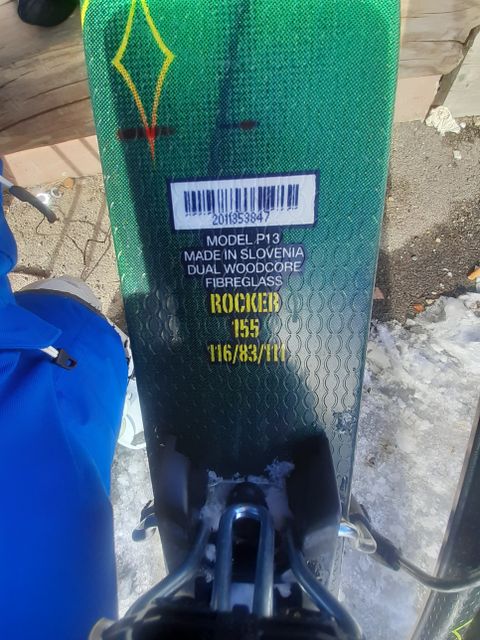 2011353847
MODEL.P13
MADE IN SLOVENIA
DUAL WOODCORE
FIBREGLASS
ROCKER
155
116/83/111